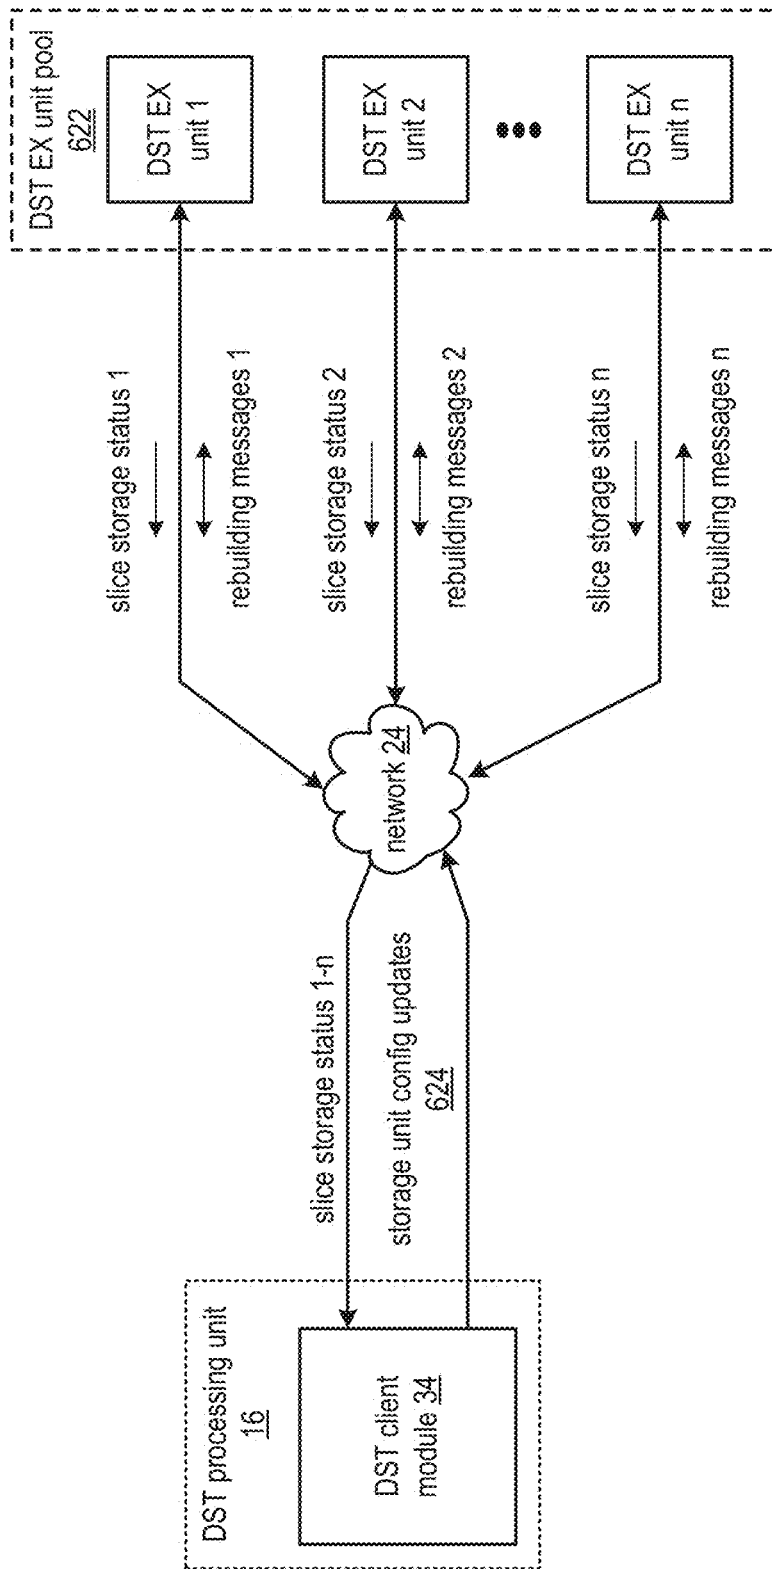 DST processing unit
16
DST client
module 34
slice storage status 1-n
storage unit config updates
624
network 24
slice storage status 1
rebuilding messages 1
slice storage status 2
rebuilding messages 2
slice storage status n
rebuilding messages n
DST EX unit pool
622
DST EX
unit 1
DST EX
unit 2
DST EX
unit n